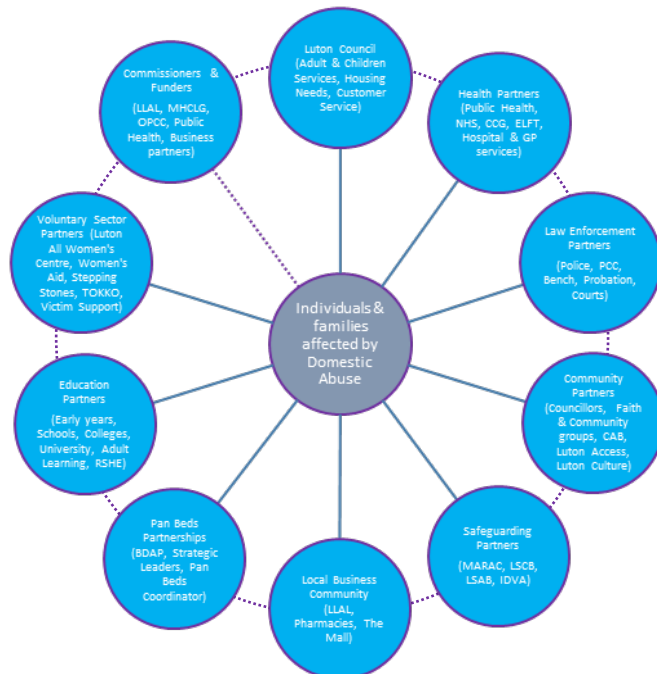 Luton Council
(Adult & Children
Services, Housing
Needs, Customer
Service)
Health Partners
(Public Health,
NHS, CCG, ELFT,
Hospital & GP
services)
Law Enforcement
Partners
(Police, PCC,
Bench, Probation,
Courts)
Community
Partners
(Councillors, Faith
& Community
groups, CAB,
Luton Access,
Luton Culture)
Safeguarding
Partners
(MARAC, LSCB,
LSAB, IDVA)
Local Business
Community
(LLAL,
Pharmacies, The
Mall)
Pan Beds
Partnerships
(BDAP, Strategic
Leaders, Pan
Beds
Coordinator)
Education
Partners
(Early years,
Schools, Colleges,
University, Adult
Learning, RSHE)
Voluntary Sector
Partners (Luton
All Women's
Centre, Women's
Aid, Stepping
Stones, TOKKO,
Victim Support)
Commissioners &
Funders
(LLAL, MHCLG,
OPCC, Public
Health, Business
partners)
Individuals &
families
affected by
Domestic
Abuse